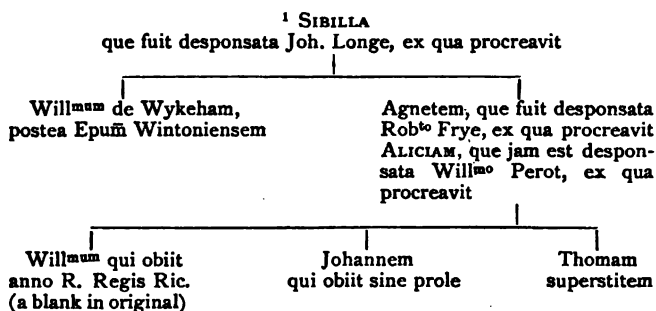 ¹ SIBILLA
que fuit desponsata Joh. Longe, ex qua procreavit
Willᵐᵘᵐ de Wykeham,
postea Epum̄ Wintoniensem
Agnetem, que fuit desponsata
Robᵗᵒ Frye, ex qua procreavit
ALICIAM, que jam est despon-
sata Willᵐᵒ Perot, ex qua
procreavit
Willᵐᵘᵐ qui obiit
anno R. Regis Ric.
(a blank in original)
Johannem
qui obiit sine prole
Thomam
superstitem